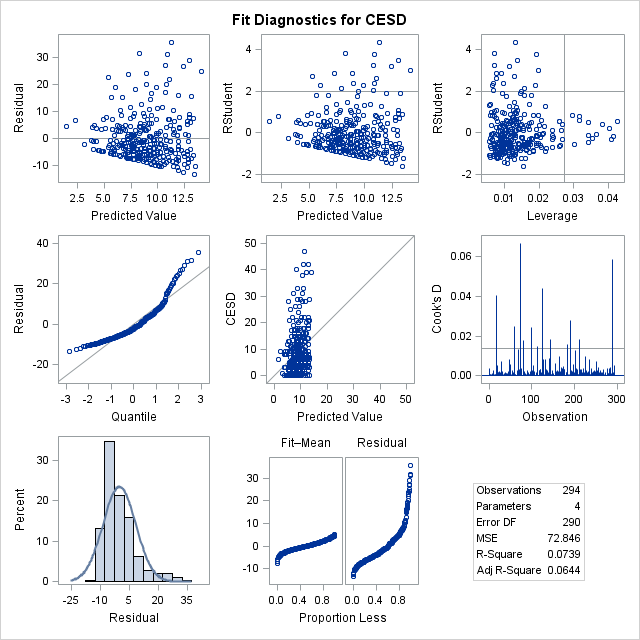 Fit Diagnostics for CESD
30
20
10
0
-10
Residual
2.5 5.0 7.5 10.0 12.5
Predicted Value
4
2
0
-2
RStudent
2.5 5.0 7.5 10.0 12.5
Predicted Value
4
2
0
-2
RStudent
0.01 0.02 0.03 0.04
Leverage
40
20
0
-20
Residual
-3 -2 -1 0 1 2 3
Quantile
50
40
30
20
10
0
CESD
0 10 20 30 40 50
Predicted Value
0.06
0.04
0.02
0.00
Cook's D
0 100 200 300
Observation
30
20
10
0
Percent
-25 -10 5 20 35
Residual
Fit–Mean Residual
30
20
10
0
-10
0.0 0.4 0.8 0.0 0.4 0.8
Proportion Less
Observations 294
Parameters 4
Error DF 290
MSE 72.846
R-Square 0.0739
Adj R-Square 0.0644